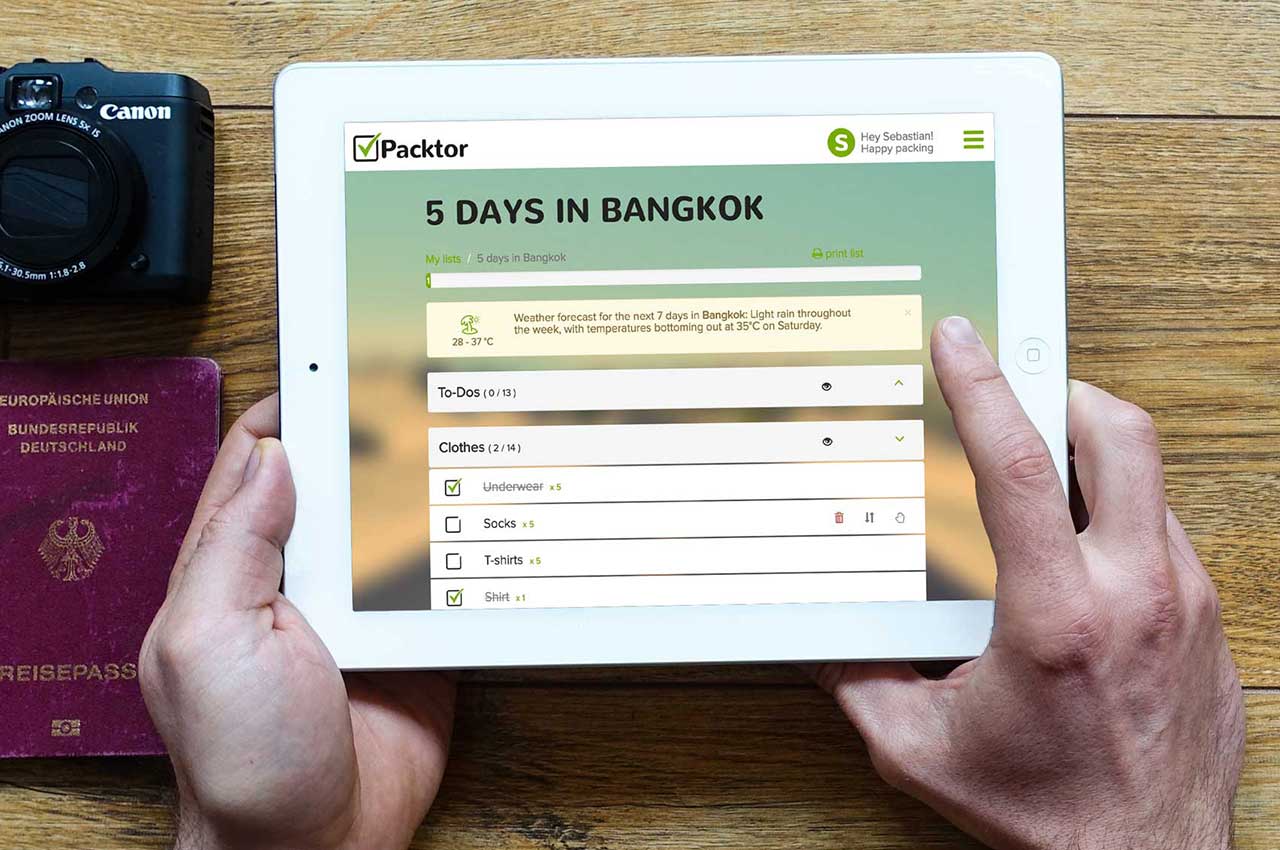 Canon
CANON ZOOM LENS 5x IS
6.1-30.5mm 1:1.8-2.8
EUROPÄISCHE UNION
BUNDESREPUBLIK
DEUTSCHLAND
REISEPASS
Packtor
S
Hey Sebastian!
Happy packing
5 DAYS IN BANGKOK
My lists / 5 days in Bangkok
print list
1
28 - 37 °C
Weather forecast for the next 7 days in Bangkok: Light rain throughout
the week, with temperatures bottoming out at 35°C on Saturday.
To-Dos ( 0 / 13 )
Clothes ( 2 / 14 )
Underwear x 5
Socks x 5
T-shirts x 5
Shirt x 1